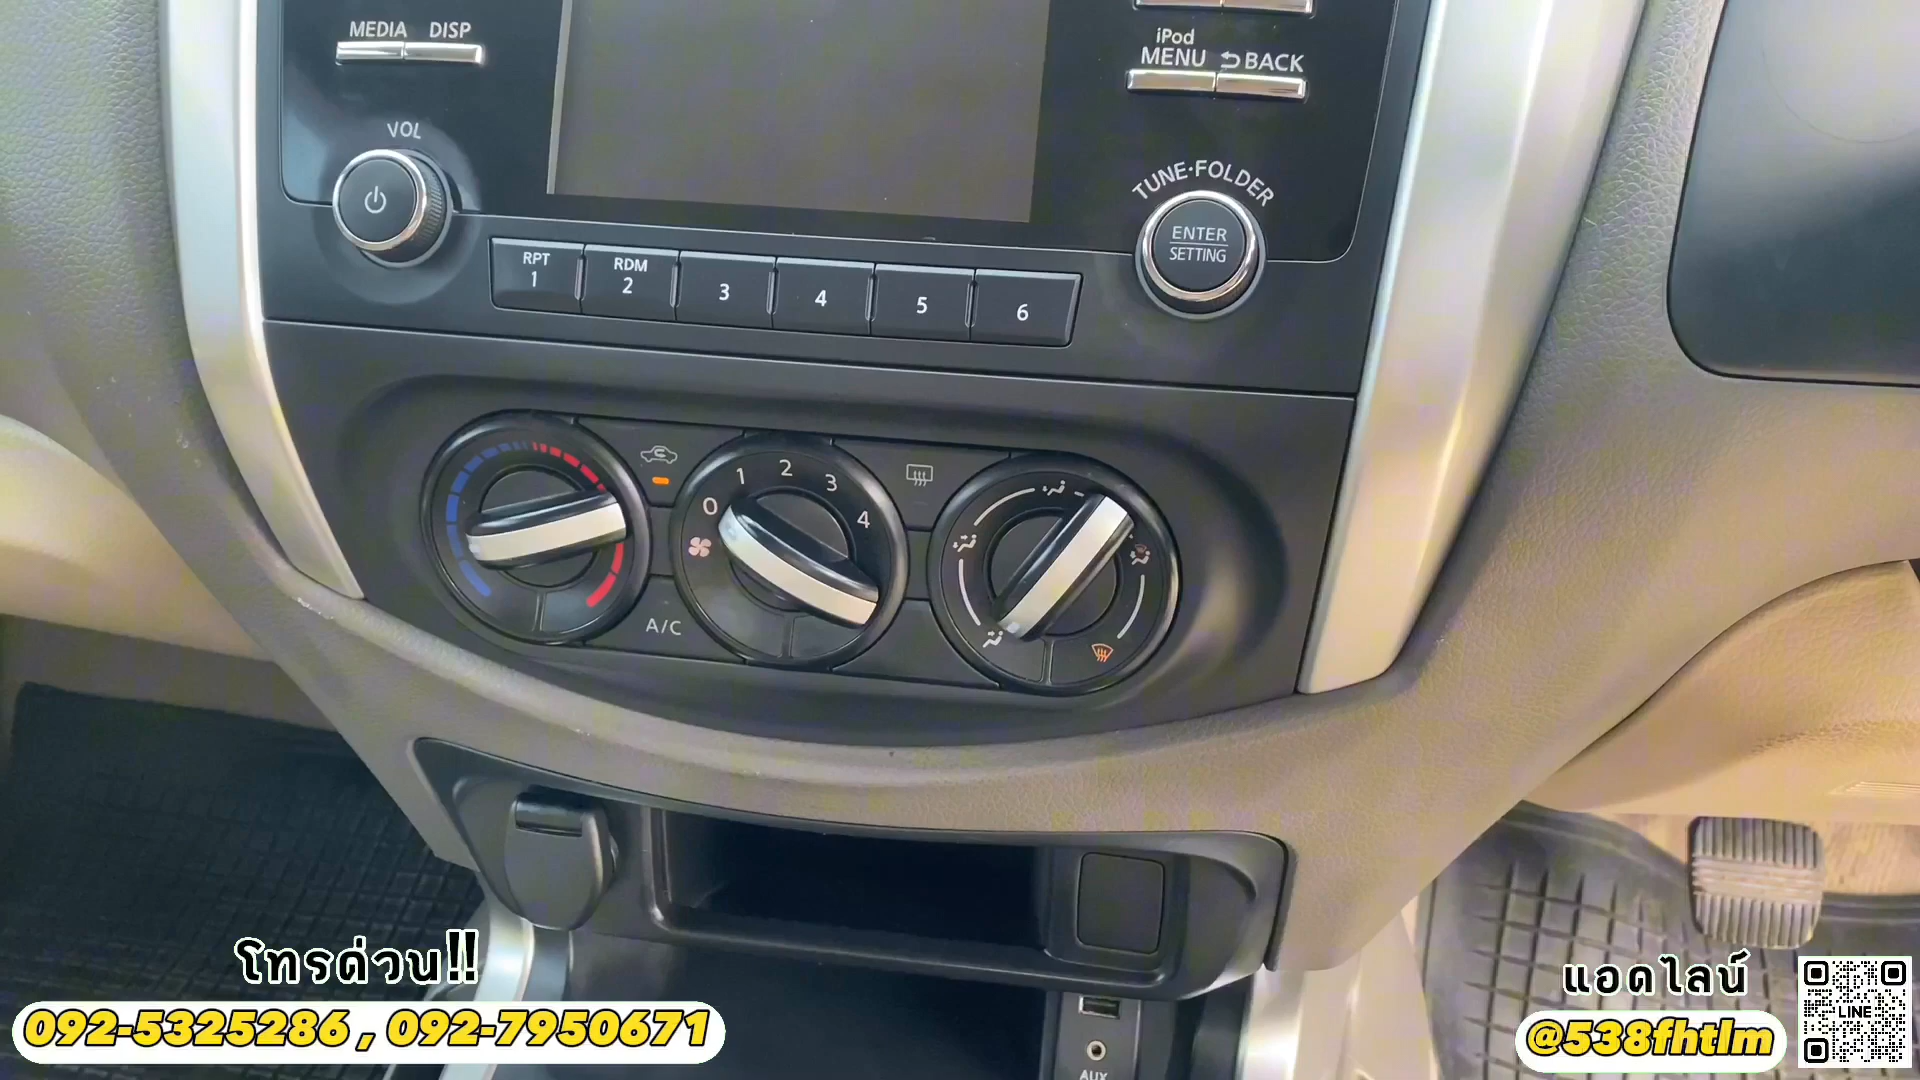 MEDIA DISP
iPod
MENU BACK
VOL
TUNE·FOLDER
ENTER
SETTING
RPT
1
RDM
2
3
4
5
6
0 1 2 3 4
A/C
โทรด่วน!!
092-5325286 , 092-7950671
แอดไลน์
@538fhtlm
LINE
AUX